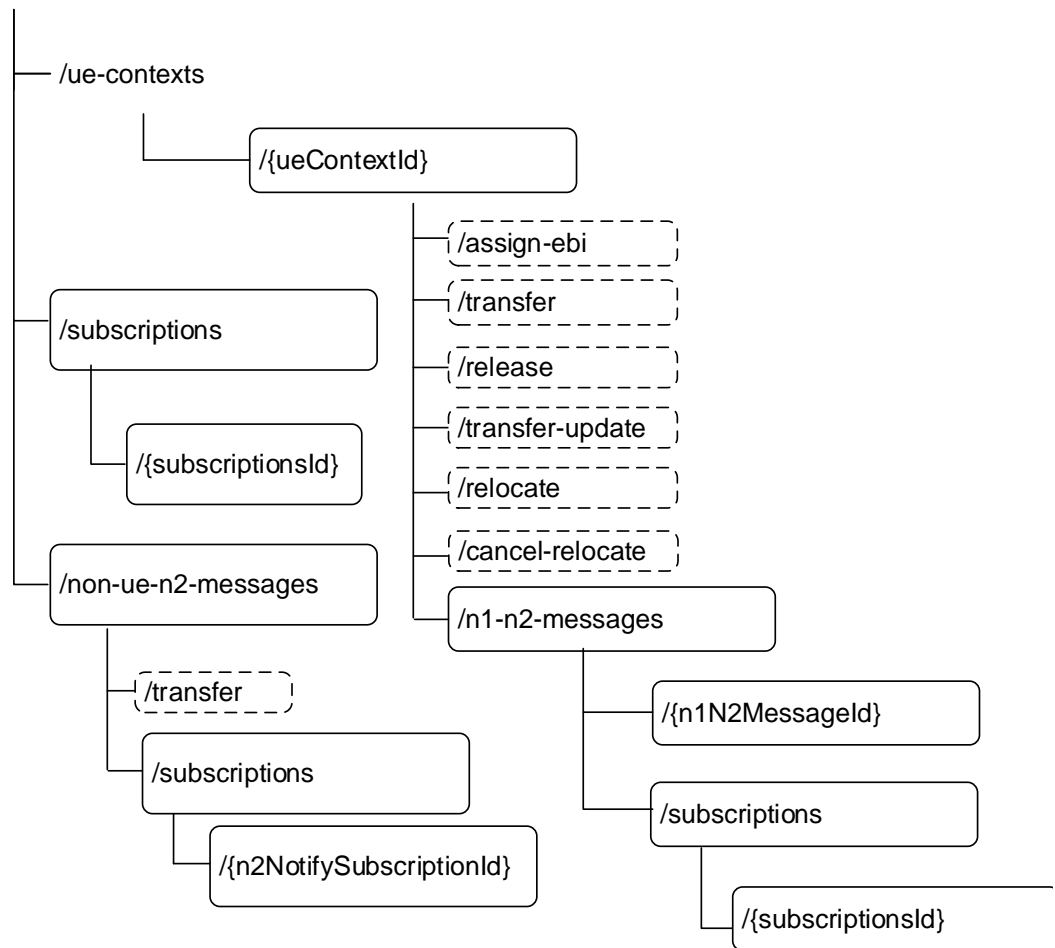 /ue-contexts
/{ueContextId}
/assign-ebi
/transfer
/release
/transfer-update
/relocate
/cancel-relocate
/n1-n2-messages
/{n1N2MessageId}
/subscriptions
/{subscriptionsId}
/subscriptions
/{subscriptionsId}
/non-ue-n2-messages
/transfer
/subscriptions
/{n2NotifySubscriptionId}